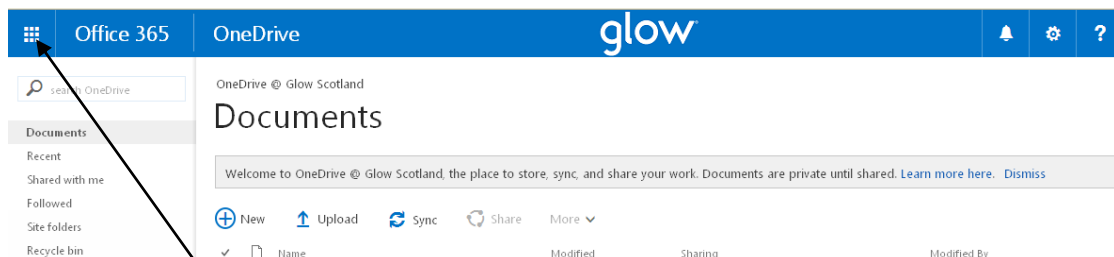 Office 365 OneDrive glow ?
search OneDrive
OneDrive @ Glow Scotland
Documents
Documents
Recent
Shared with me
Followed
Site folders
Recycle bin
Welcome to OneDrive @ Glow Scotland, the place to store, sync, and share your work. Documents are private until shared. Learn more here. Dismiss
New Upload Sync Share More
Name Modified Sharing Modified By